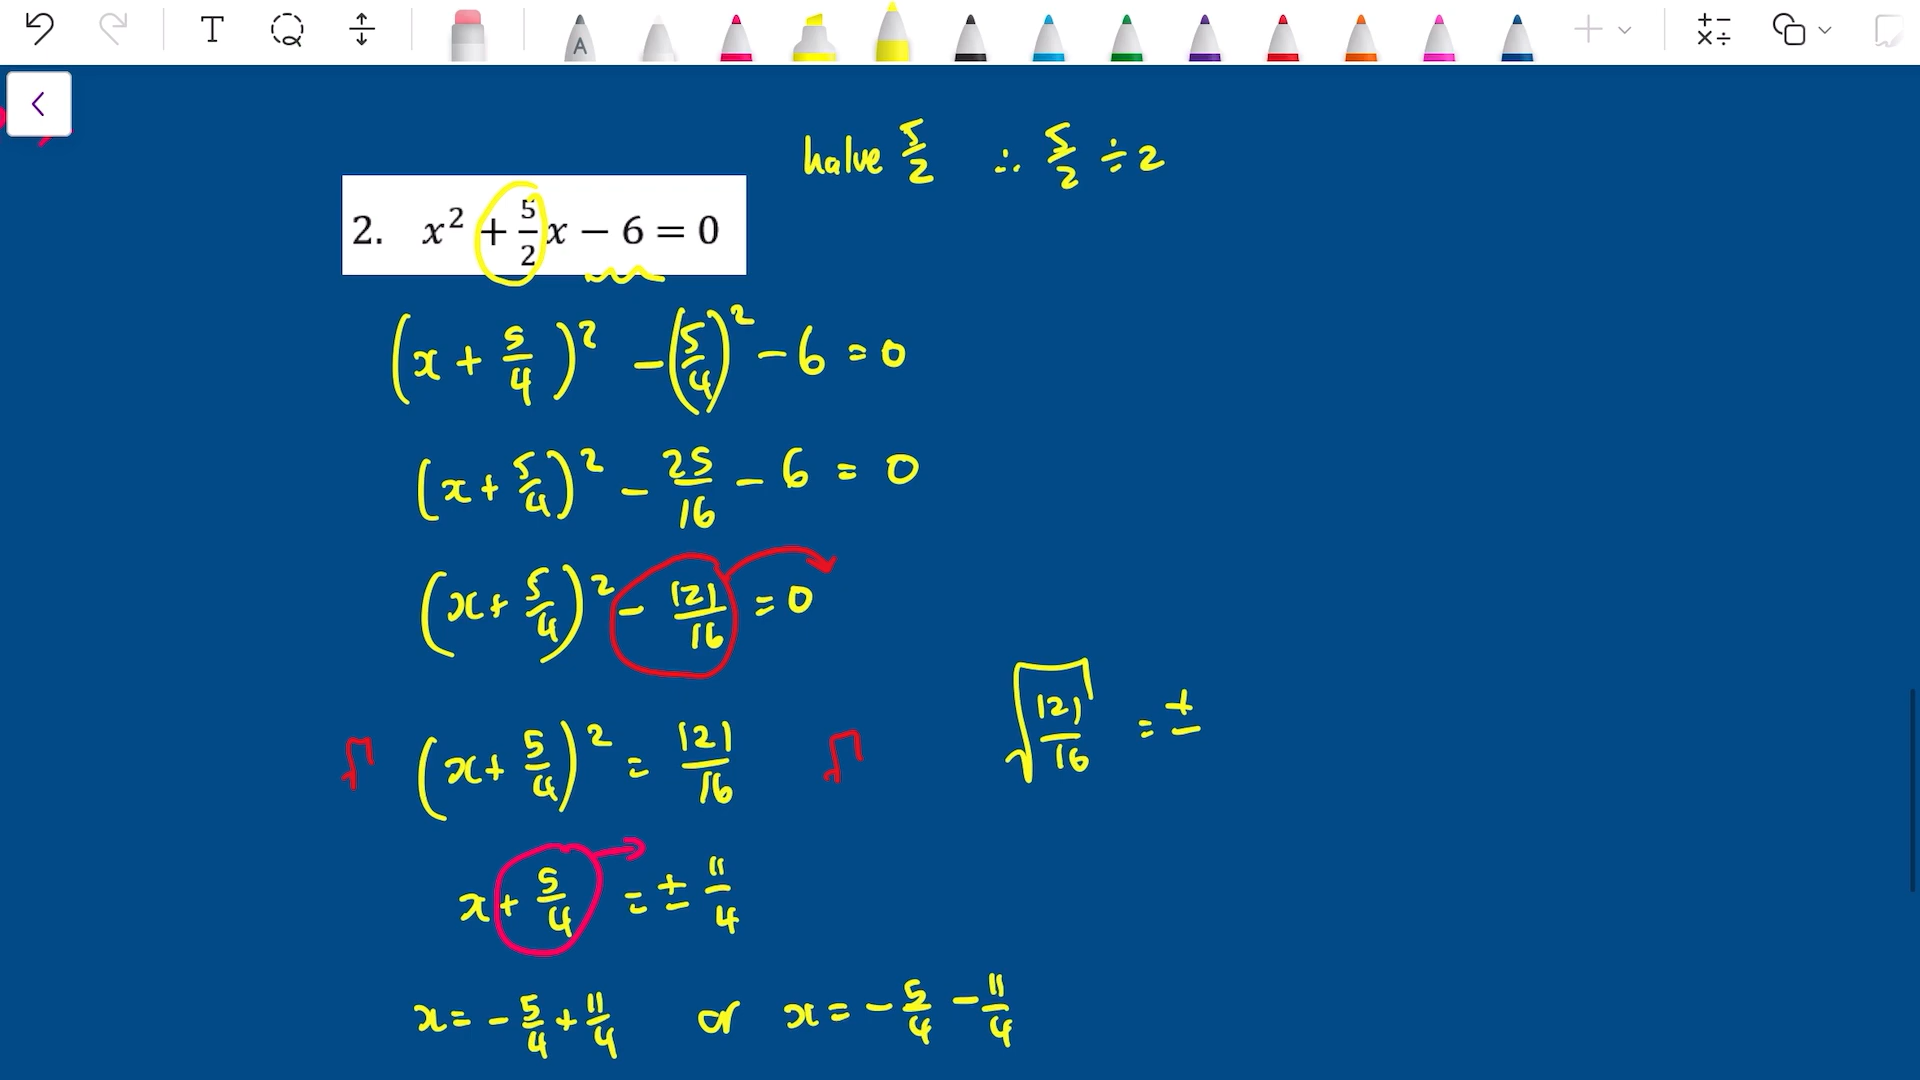 T
A
halve 5/2 ∴ 5/2 ÷ 2
2. x² + 5/2 x − 6 = 0
(x + 5/4)² − (5/4)² − 6 = 0
(x + 5/4)² − 25/16 − 6 = 0
(x + 5/4)² − 121/16 = 0
√ (x + 5/4)² = 121/16 √
√(121/16) = ±
x + 5/4 = ± 11/4
x = − 5/4 + 11/4 or x = − 5/4 − 11/4